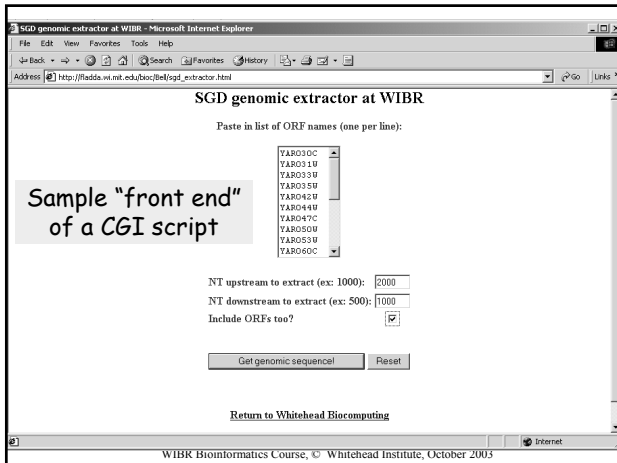 SGD genomic extractor at WIBR - Microsoft Internet Explorer
File Edit View Favorites Tools Help
Back Search Favorites History
Address http://fladda.wi.mit.edu/bioc/Bell/sgd_extractor.html Go Links
SGD genomic extractor at WIBR
Paste in list of ORF names (one per line):
YAR030C
YAR031W
YAR033W
YAR035W
YAR042W
YAR044W
YAR047C
YAR050W
YAR053W
YAR060C
Sample "front end"
of a CGI script
NT upstream to extract (ex: 1000): 2000
NT downstream to extract (ex: 500): 1000
Include ORFs too?
Get genomic sequence! Reset
Return to Whitehead Biocomputing
Internet
WIBR Bioinformatics Course, © Whitehead Institute, October 2003